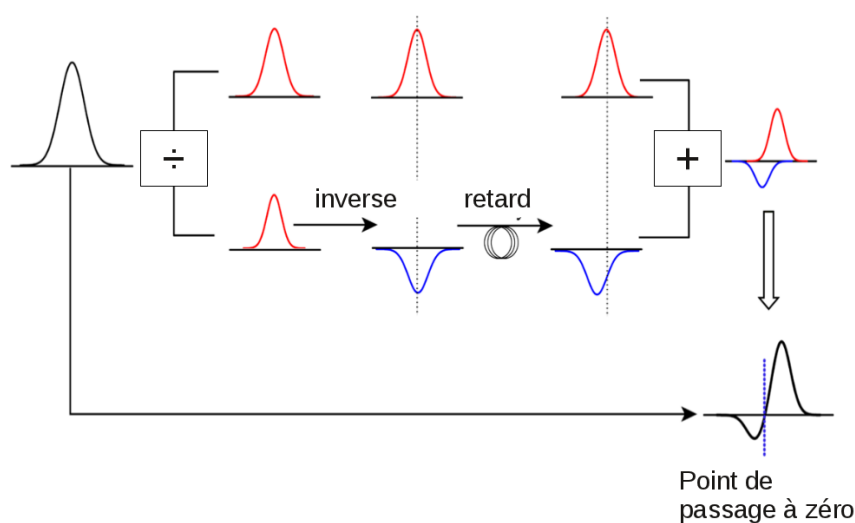 ÷
+
inverse
retard
Point de
passage à zéro